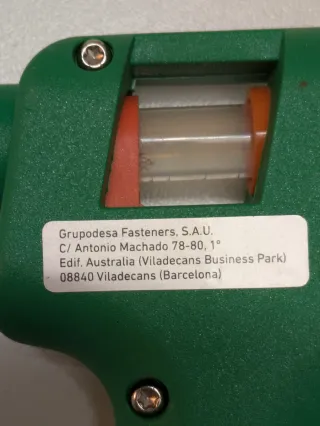 Grupodesa Fasteners, S.A.U.
C/ Antonio Machado 78-80, 1°
Edif. Australia (Viladecans Business Park)
08840 Viladecans (Barcelona)